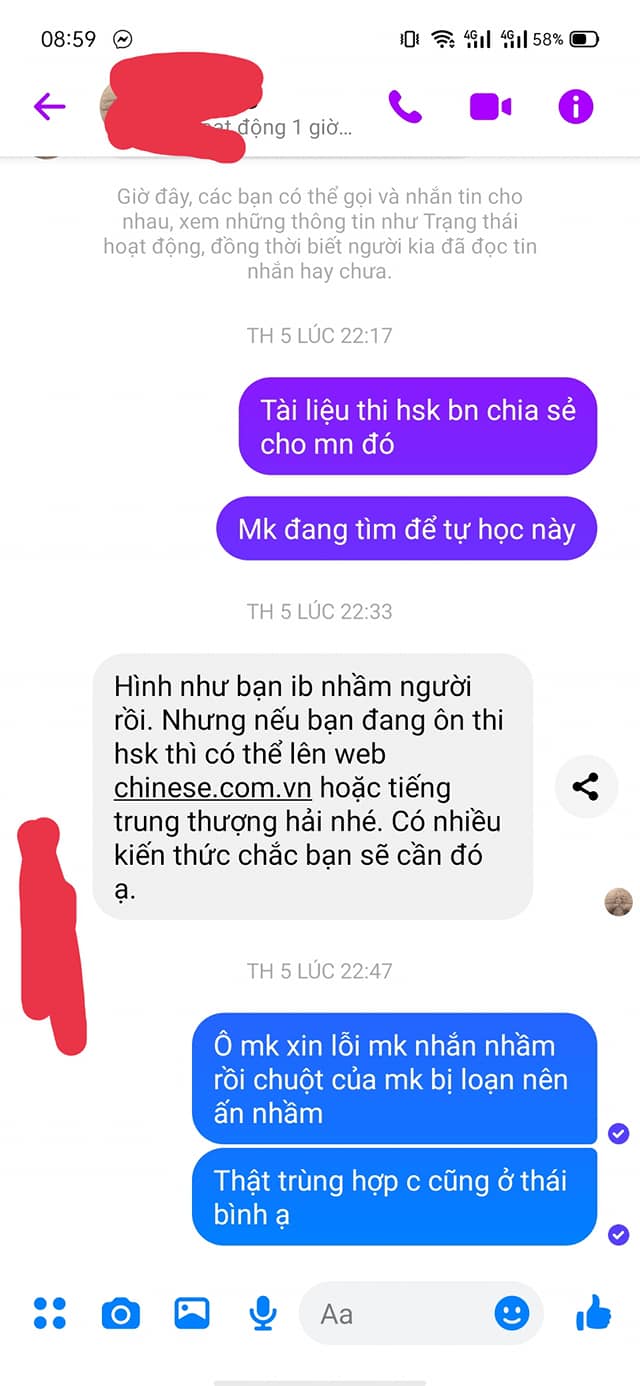 08:59
4G
4G
58%
động 1 giờ...
Giờ đây, các bạn có thể gọi và nhắn tin cho
nhau, xem những thông tin như Trạng thái
hoạt động, đồng thời biết người kia đã đọc tin
nhắn hay chưa.
TH 5 LÚC 22:17
Tài liệu thi hsk bn chia sẻ
cho mn đó
Mk đang tìm để tự học này
TH 5 LÚC 22:33
Hình như bạn ib nhầm người
rồi. Nhưng nếu bạn đang ôn thi
hsk thì có thể lên web
chinese.com.vn hoặc tiếng
trung thượng hải nhé. Có nhiều
kiến thức chắc bạn sẽ cần đó
ạ.
TH 5 LÚC 22:47
Ô mk xin lỗi mk nhắn nhầm
rồi chuột của mk bị loạn nên
ấn nhầm
Thật trùng hợp c cũng ở thái
bình ạ
Aa